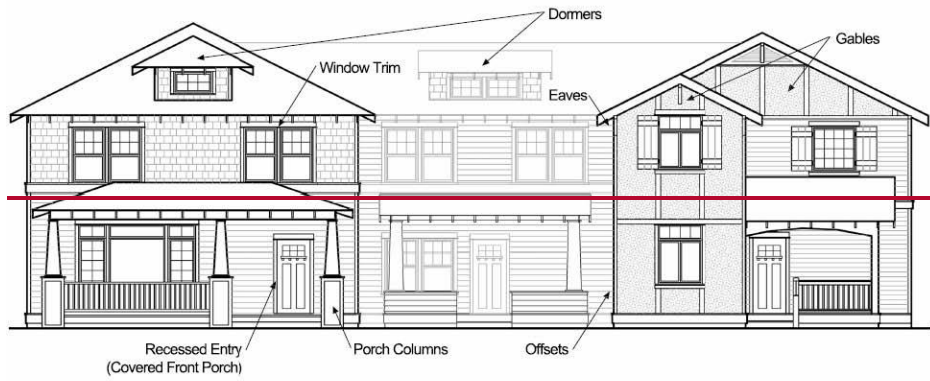 Dormers
Gables
Window Trim
Eaves
Recessed Entry
(Covered Front Porch)
Porch Columns
Offsets